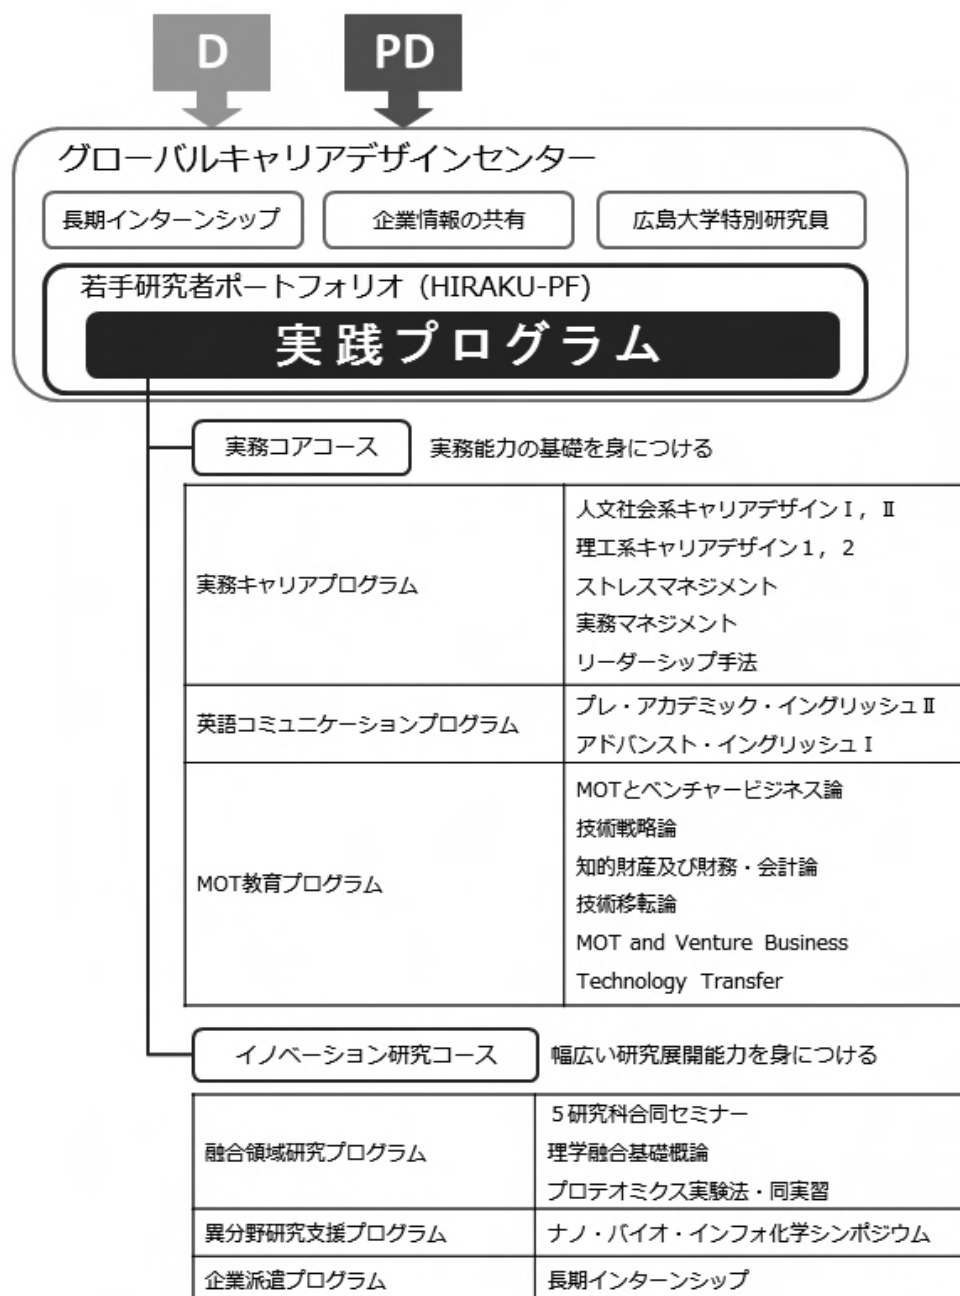 D
PD
グローバルキャリアデザインセンター
長期インターンシップ
企業情報の共有
広島大学特別研究員
若手研究者ポートフォリオ (HIRAKU-PF)
実践プログラム
実務コアコース
実務能力の基礎を身につける
実務キャリアプログラム
人文社会系キャリアデザインⅠ，Ⅱ
理工系キャリアデザイン１，２
ストレスマネジメント
実務マネジメント
リーダーシップ手法
英語コミュニケーションプログラム
プレ・アカデミック・イングリッシュⅡ
アドバンスト・イングリッシュⅠ
MOT教育プログラム
MOTとベンチャービジネス論
技術戦略論
知的財産及び財務・会計論
技術移転論
MOT and Venture Business
Technology Transfer
イノベーション研究コース
幅広い研究展開能力を身につける
融合領域研究プログラム
５研究科合同セミナー
理学融合基礎概論
プロテオミクス実験法・同実習
異分野研究支援プログラム
ナノ・バイオ・インフォ化学シンポジウム
企業派遣プログラム
長期インターンシップ